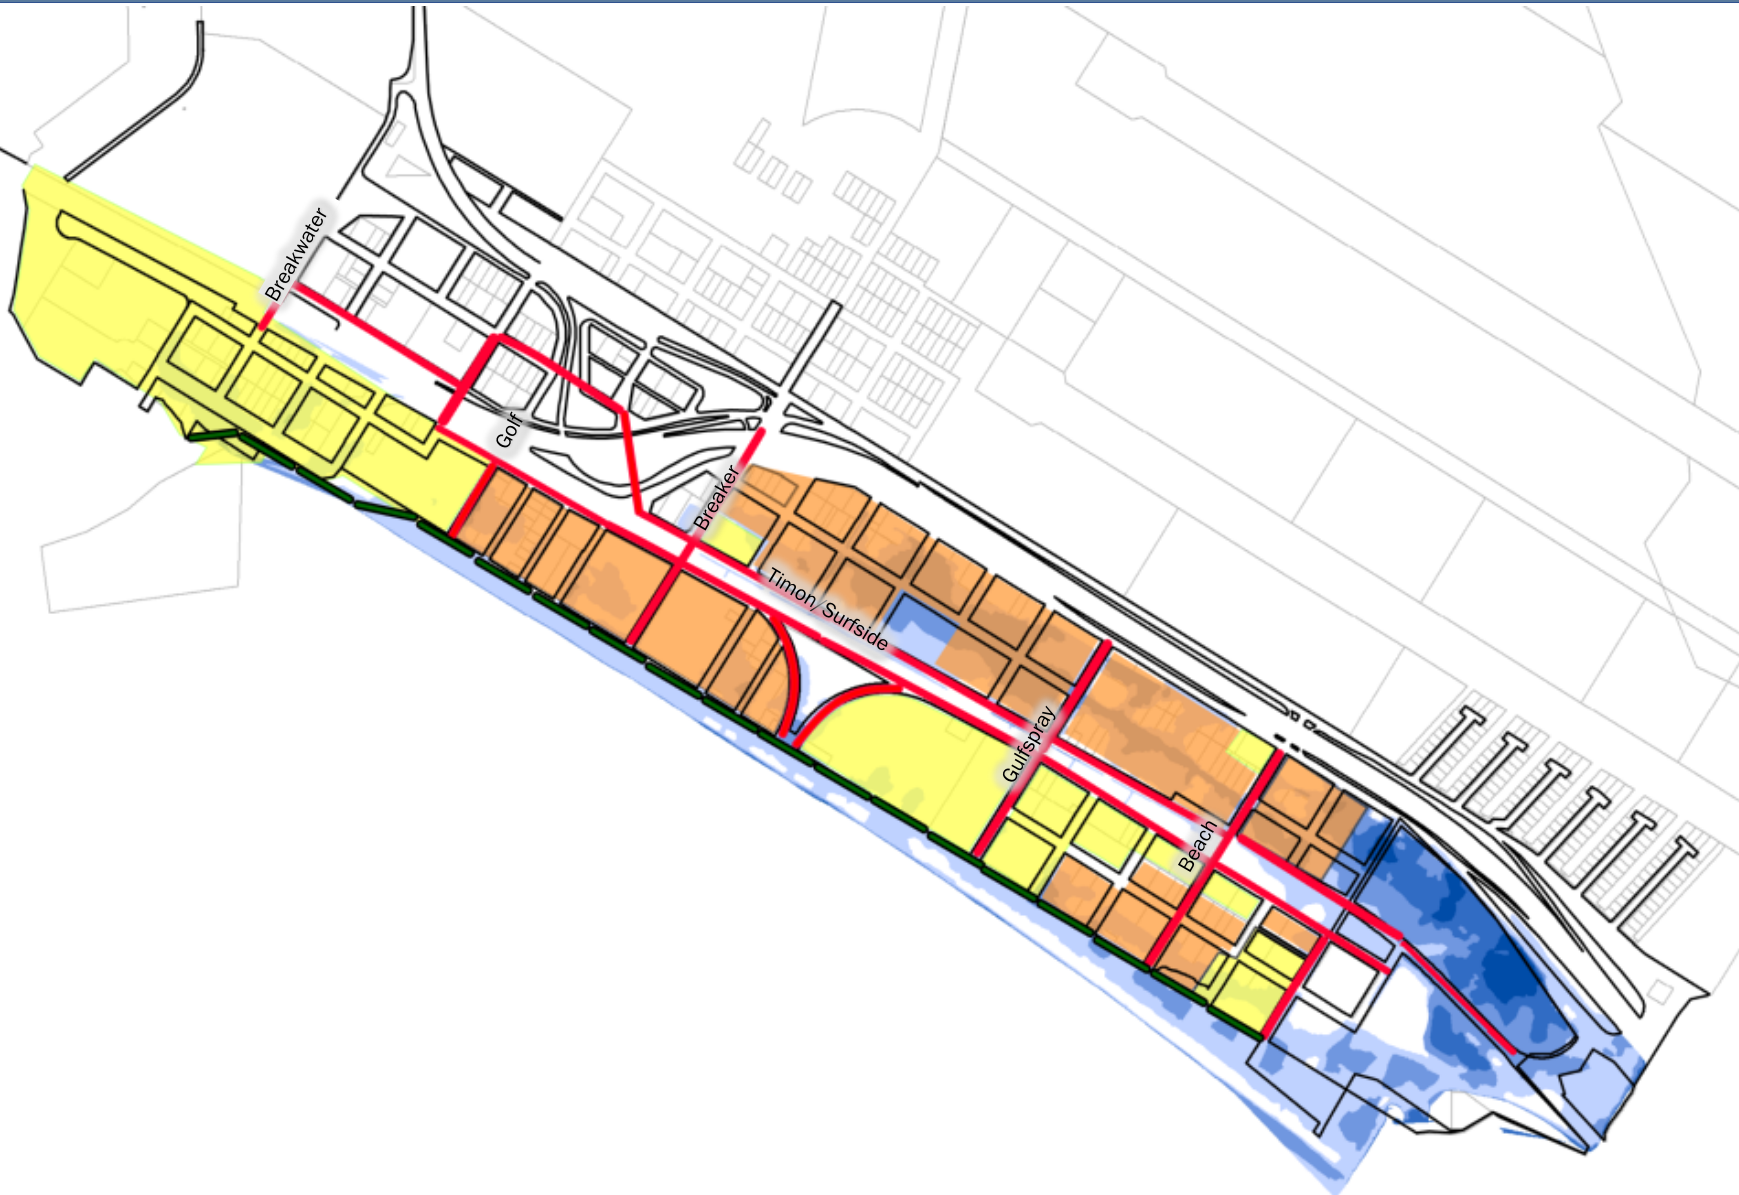 Breakwater
Golf
Breaker
Timon/Surfside
Gulfspray
Beach